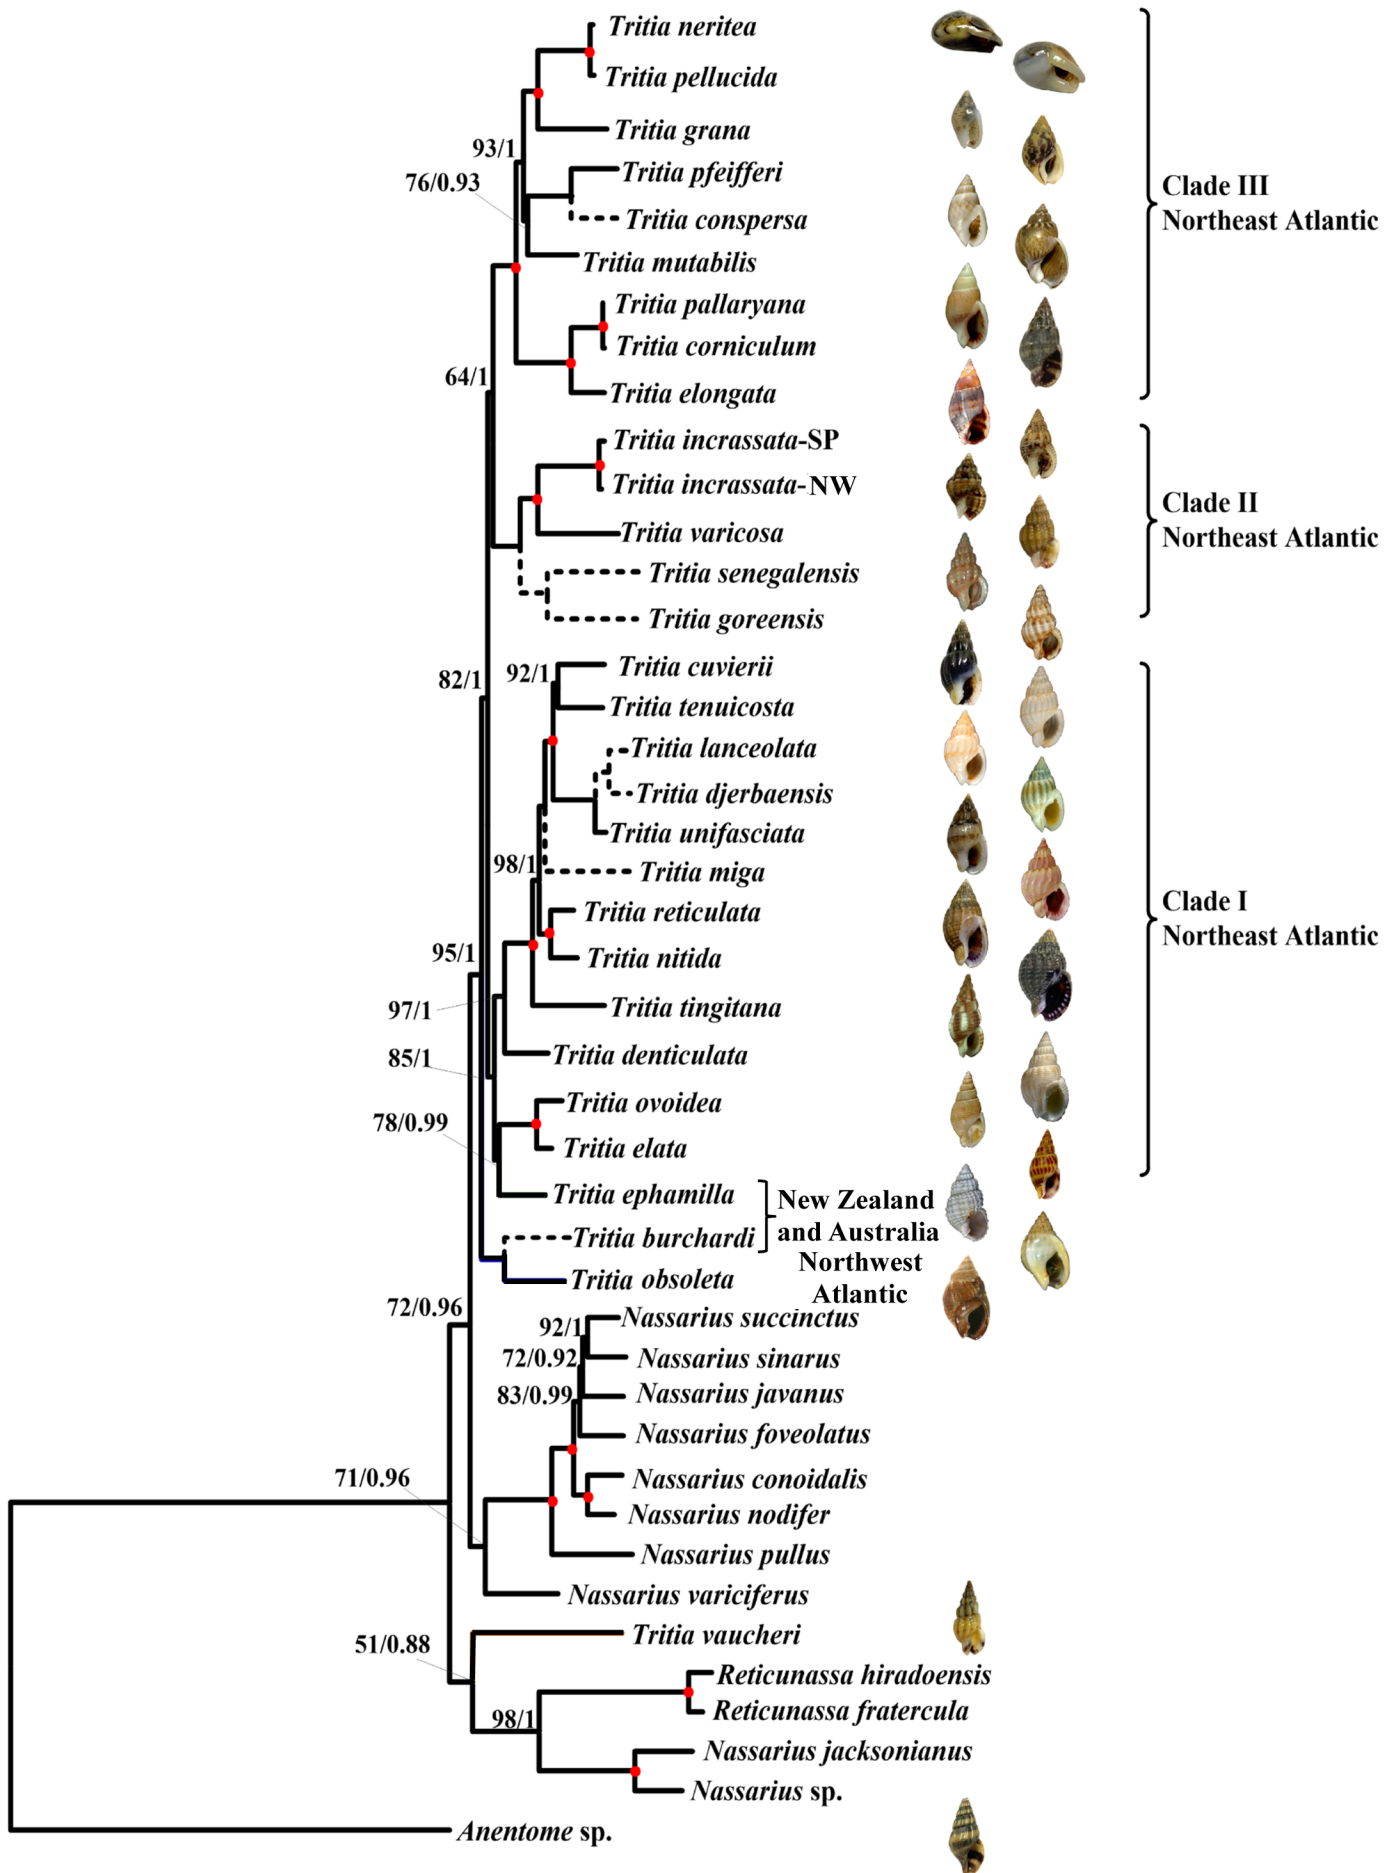 Tritia neritea
Tritia pellucida
Tritia grana
93/1
76/0.93
Tritia pfeifferi
Tritia conspersa
Tritia mutabilis
Tritia pallaryana
Tritia corniculum
64/1
Tritia elongata
Clade III
Northeast Atlantic
Tritia incrassata-SP
Tritia incrassata-NW
Tritia varicosa
Tritia senegalensis
Tritia goreensis
Clade II
Northeast Atlantic
82/1
92/1
Tritia cuvierii
Tritia tenuicosta
Tritia lanceolata
Tritia djerbaensis
Tritia unifasciata
98/1
Tritia miga
Tritia reticulata
Tritia nitida
95/1
97/1
Tritia tingitana
Tritia denticulata
85/1
78/0.99
Tritia ovoidea
Tritia elata
Clade I
Northeast Atlantic
Tritia ephamilla
Tritia burchardi
New Zealand
and Australia
Tritia obsoleta
Northwest
Atlantic
72/0.96
92/1
72/0.92
83/0.99
Nassarius succinctus
Nassarius sinarus
Nassarius javanus
Nassarius foveolatus
71/0.96
Nassarius conoidalis
Nassarius nodifer
Nassarius pullus
Nassarius variciferus
51/0.88
Tritia vaucheri
98/1
Reticunassa hiradoensis
Reticunassa fratercula
Nassarius jacksonianus
Nassarius sp.
Anentome sp.